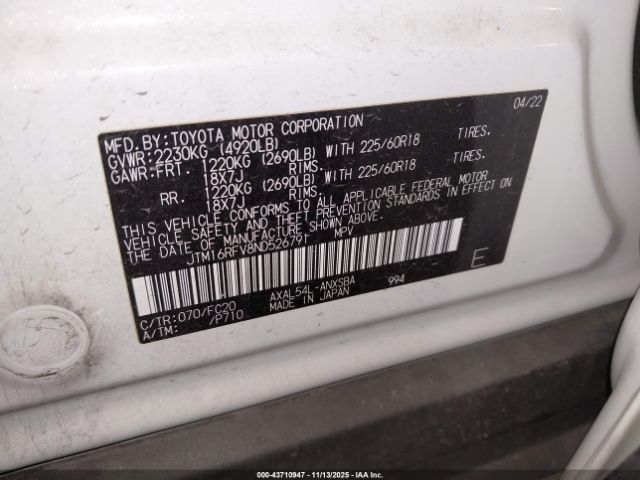 04/22
MFD. BY: TOYOTA MOTOR CORPORATION
GVWR: 2230KG (4920LB)
GAWR: FRT. 1220KG (2690LB) WITH 225/60R18 TIRES.
18X7J RIMS.
RR. 1220KG (2690LB) WITH 225/60R18 TIRES.
18X7J RIMS.
THIS VEHICLE CONFORMS TO ALL APPLICABLE FEDERAL MOTOR
VEHICLE SAFETY AND THEFT PREVENTION STANDARDS IN EFFECT ON
THE DATE OF MANUFACTURE SHOWN ABOVE.
JTM16RFV8ND526791 MPV
E
C/TR: 070/FC20 AXAL54L-ANXSBA 994
A/TM: /P710 MADE IN JAPAN
000-43710947 - 11/13/2025 - IAAI, Inc.